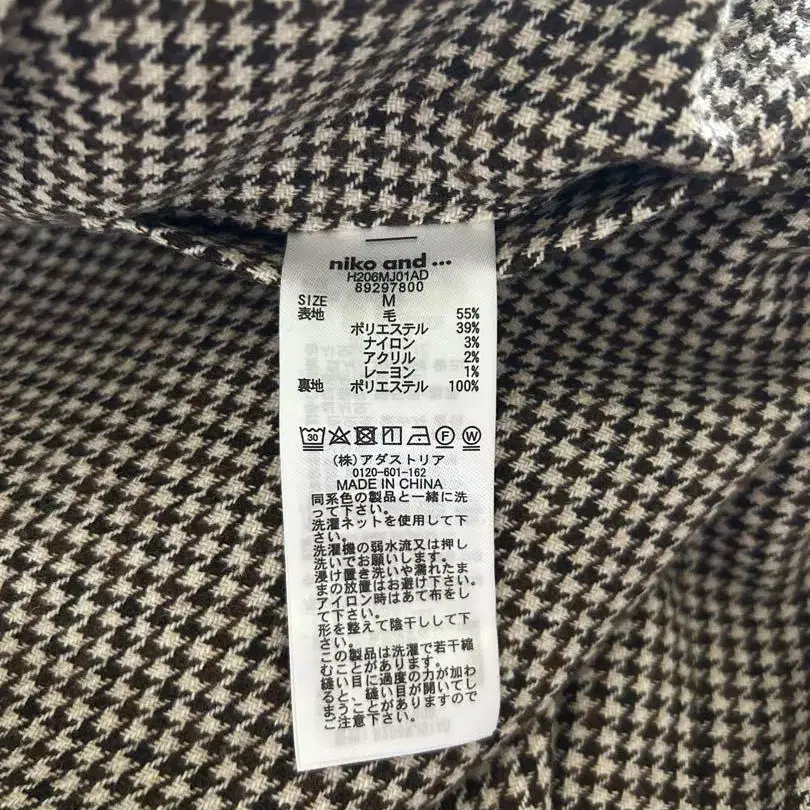 niko and ...
H206MJ01AD
89297800
SIZE M
表地 毛 55%
ポリエステル 39%
ナイロン 3%
アクリル 2%
レーヨン 1%
裏地 ポリエステル 100%
30 F W
(株)アダストリア
0120-601-162
MADE IN CHINA
同系色の製品と一緒に洗
って下さい。
洗濯ネットを使用して下
さい。
洗濯機の弱水流又は押し
洗いでお願いします。
浸け置き洗いや濡れたま
まの放置はお避け下さい。
アイロン時はあて布をし
て下さい。
形を整えて陰干しして下
さい。
この製品は洗濯で若干縮
むことがあります。
縫い目に過度の力が加わ
ると、縫い目が開いてし
まうことがありますので
ご注意下さい。